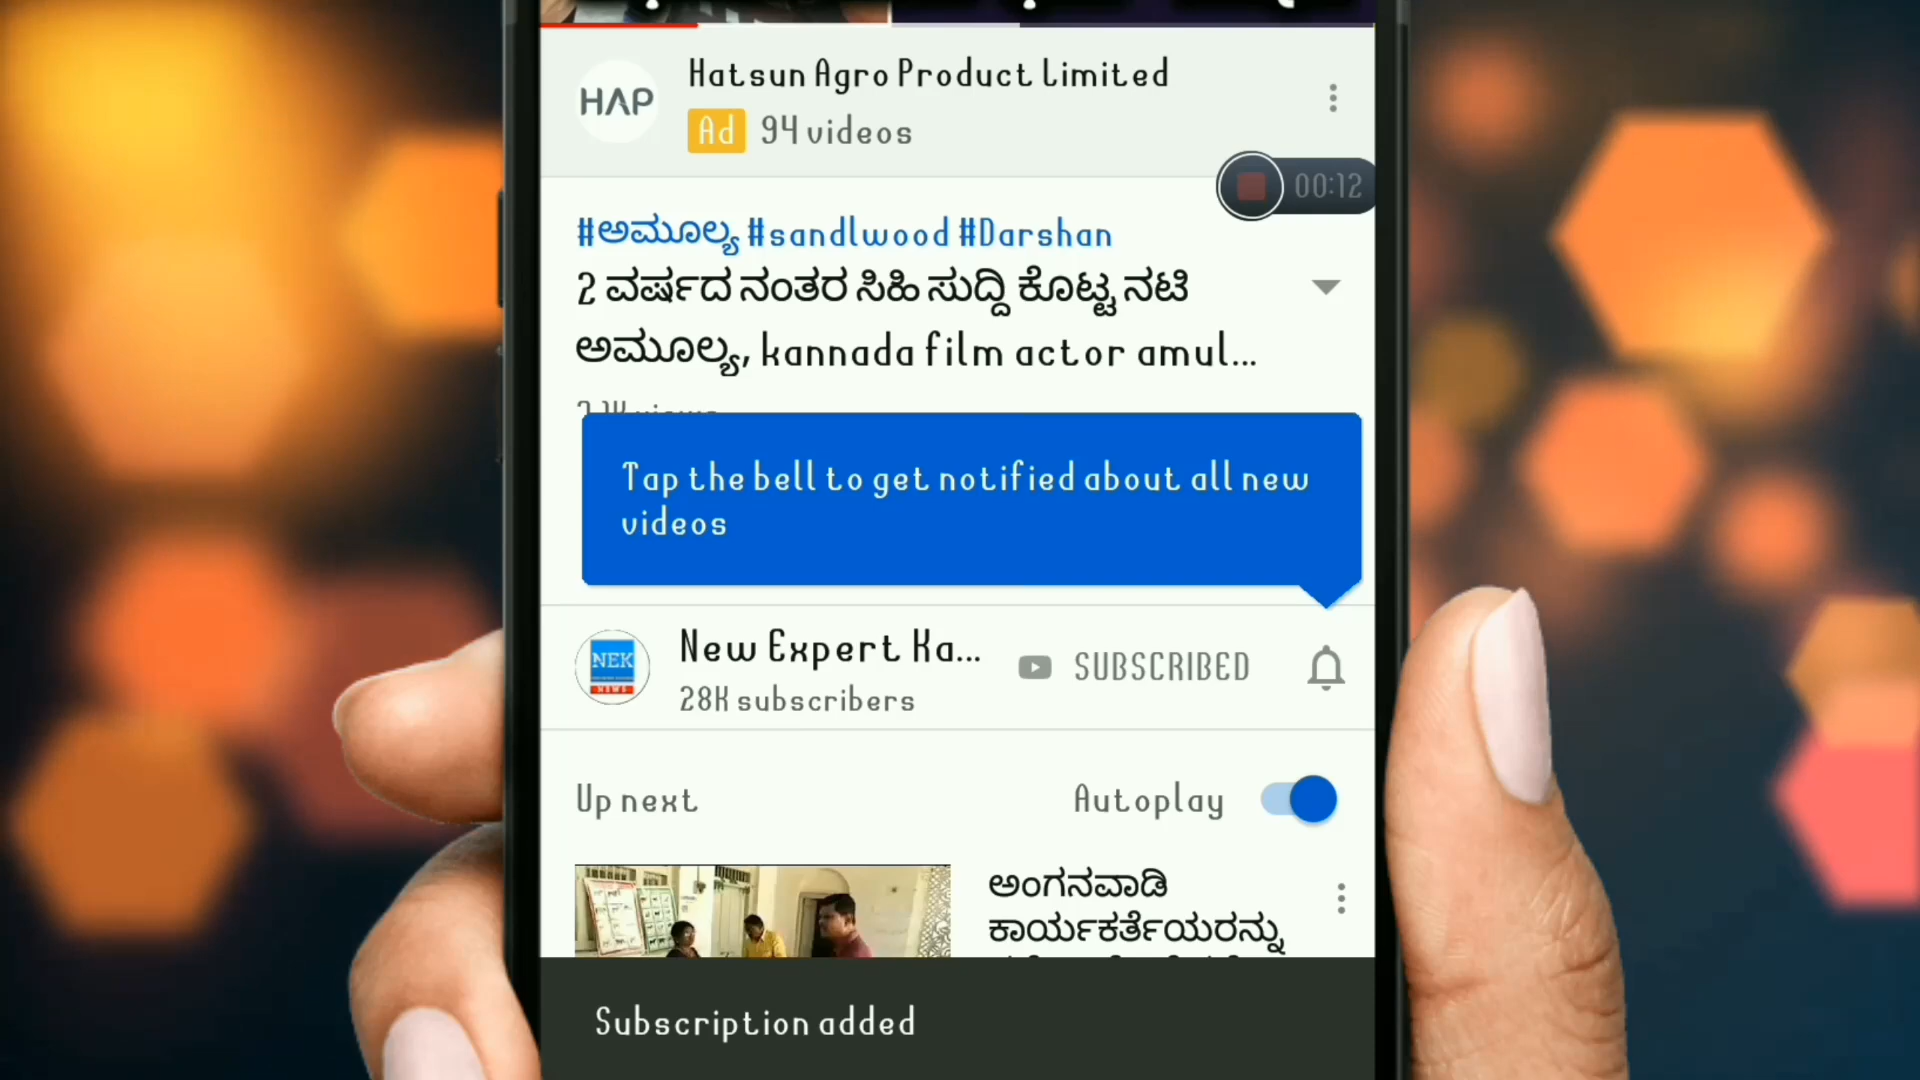 HAP
Hatsun Agro Product Limited
Ad 94 videos
00:12
#ಅಮೂಲ್ಯ #sandlwood #Darshan
2 ವರ್ಷದ ನಂತರ ಸಿಹಿ ಸುದ್ದಿ ಕೊಟ್ಟ ನಟಿ
ಅಮೂಲ್ಯ, kannada film actor amul...
Tap the bell to get notified about all new
videos
NEK
NEWS
New Expert Ka...
SUBSCRIBED
28K subscribers
Up next
Autoplay
ಅಂಗನವಾಡಿ
ಕಾರ್ಯಕರ್ತೆಯರನ್ನು
Subscription added